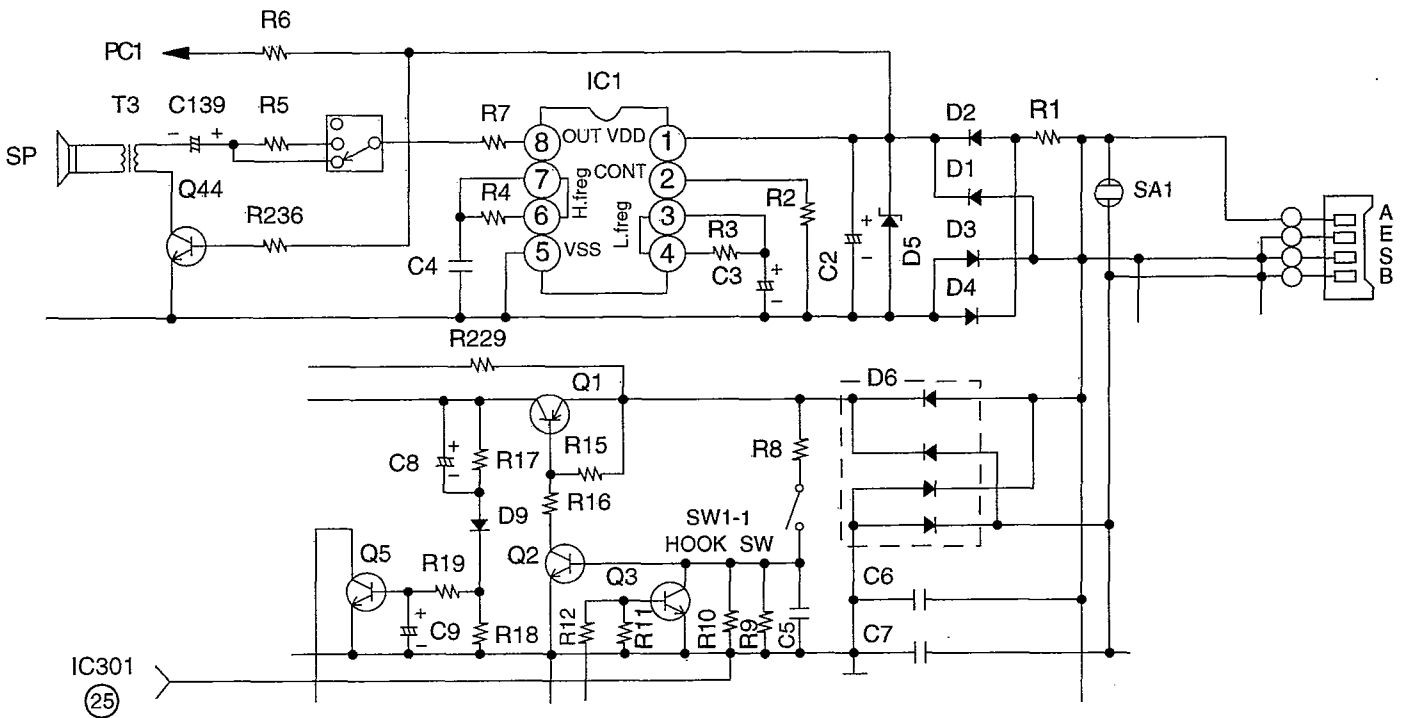 R6
PC1
IC1
T3 C139 R5
R7
D2 R1
SP
8 OUT VDD 1
Q44
7 CONT 2
D1
R4
H.freg
R2
SA1
R236
6 L.freg 3
R3
D3
A
E
S
B
5 VSS 4
C4
C3
C2
D5
D4
+
-
R229
Q1
D6
C8
R17
R15
R8
R16
D9
SW1-1
HOOK SW
Q5
R19
Q2
Q3
C6
C9
R18
R12
R11
R10
R9
C5
C7
IC301
25